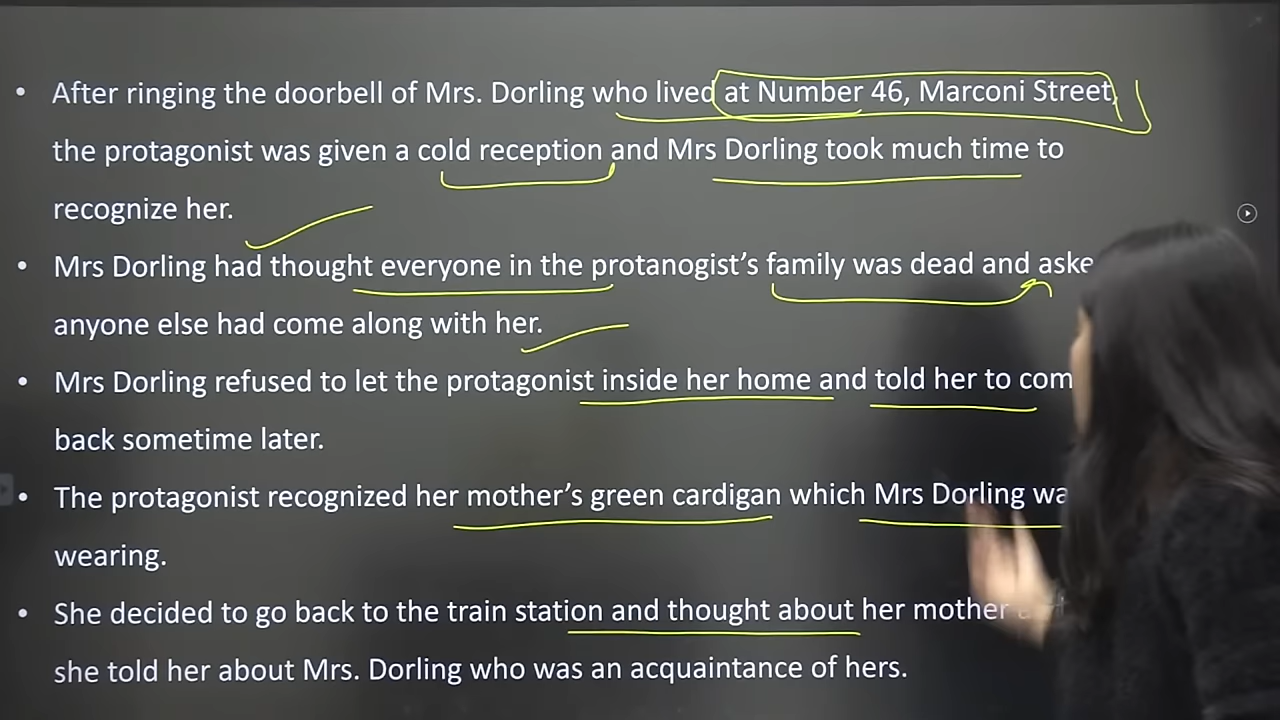 • After ringing the doorbell of Mrs. Dorling who lived at Number 46, Marconi Street,
the protagonist was given a cold reception and Mrs Dorling took much time to
recognize her.
• Mrs Dorling had thought everyone in the protanogist's family was dead and aske
anyone else had come along with her.
• Mrs Dorling refused to let the protagonist inside her home and told her to com
back sometime later.
• The protagonist recognized her mother's green cardigan which Mrs Dorling wa
wearing.
• She decided to go back to the train station and thought about her mother
she told her about Mrs. Dorling who was an acquaintance of hers.